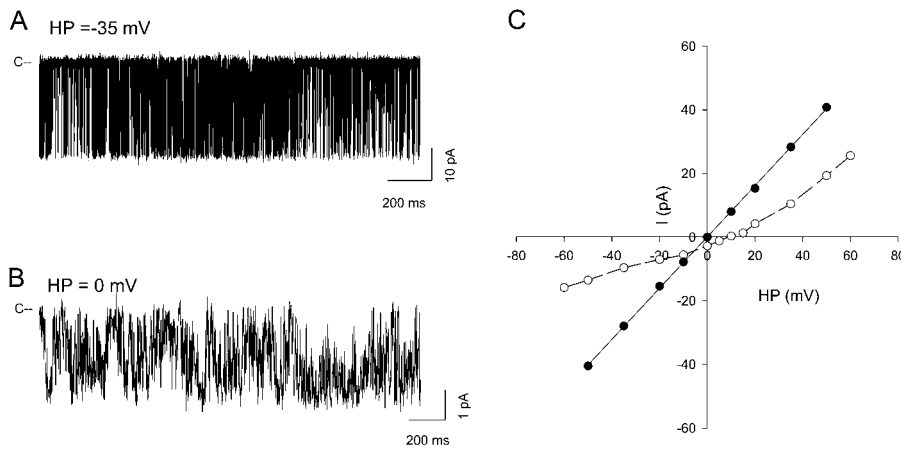 A
HP =-35 mV
C--
10 pA
200 ms
B
HP = 0 mV
C--
1 pA
200 ms
C
60
40
20
0
-20
-40
-60
I (pA)
-80 -60 -40 -20 0 20 40 60 80
HP (mV)